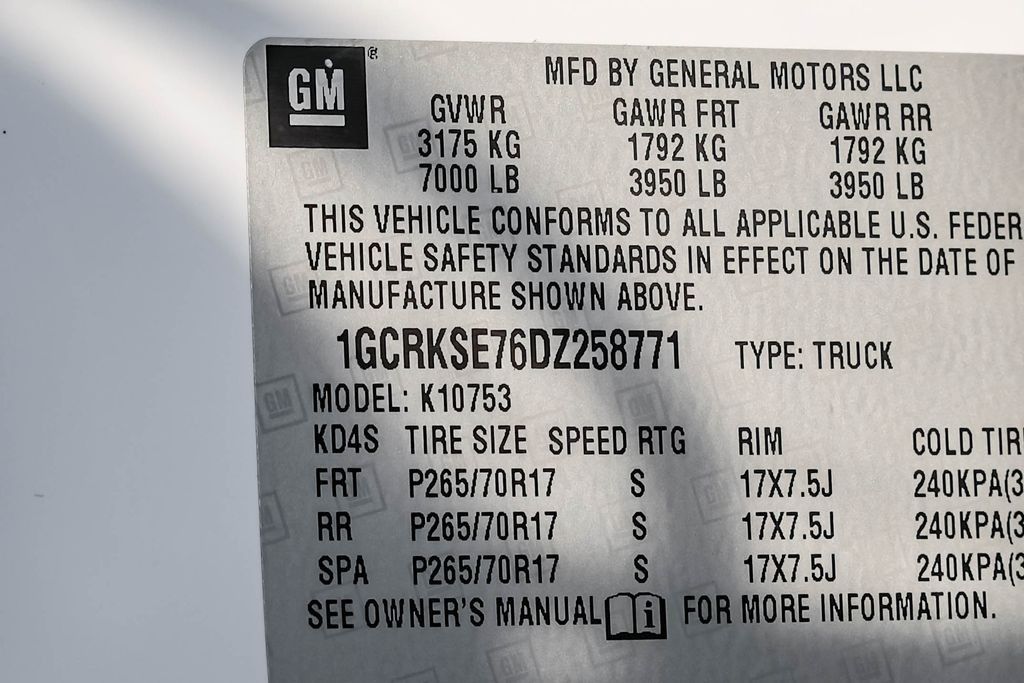 GM
MFD BY GENERAL MOTORS LLC
GVWR GAWR FRT GAWR RR
3175 KG 1792 KG 1792 KG
7000 LB 3950 LB 3950 LB
THIS VEHICLE CONFORMS TO ALL APPLICABLE U.S. FEDER
VEHICLE SAFETY STANDARDS IN EFFECT ON THE DATE OF
MANUFACTURE SHOWN ABOVE.
1GCRKSE76DZ258771 TYPE: TRUCK
MODEL: K10753
KD4S TIRE SIZE SPEED RTG RIM COLD TIR
FRT P265/70R17 S 17X7.5J 240KPA(3
RR P265/70R17 S 17X7.5J 240KPA(3
SPA P265/70R17 S 17X7.5J 240KPA(3
SEE OWNER'S MANUAL i FOR MORE INFORMATION.